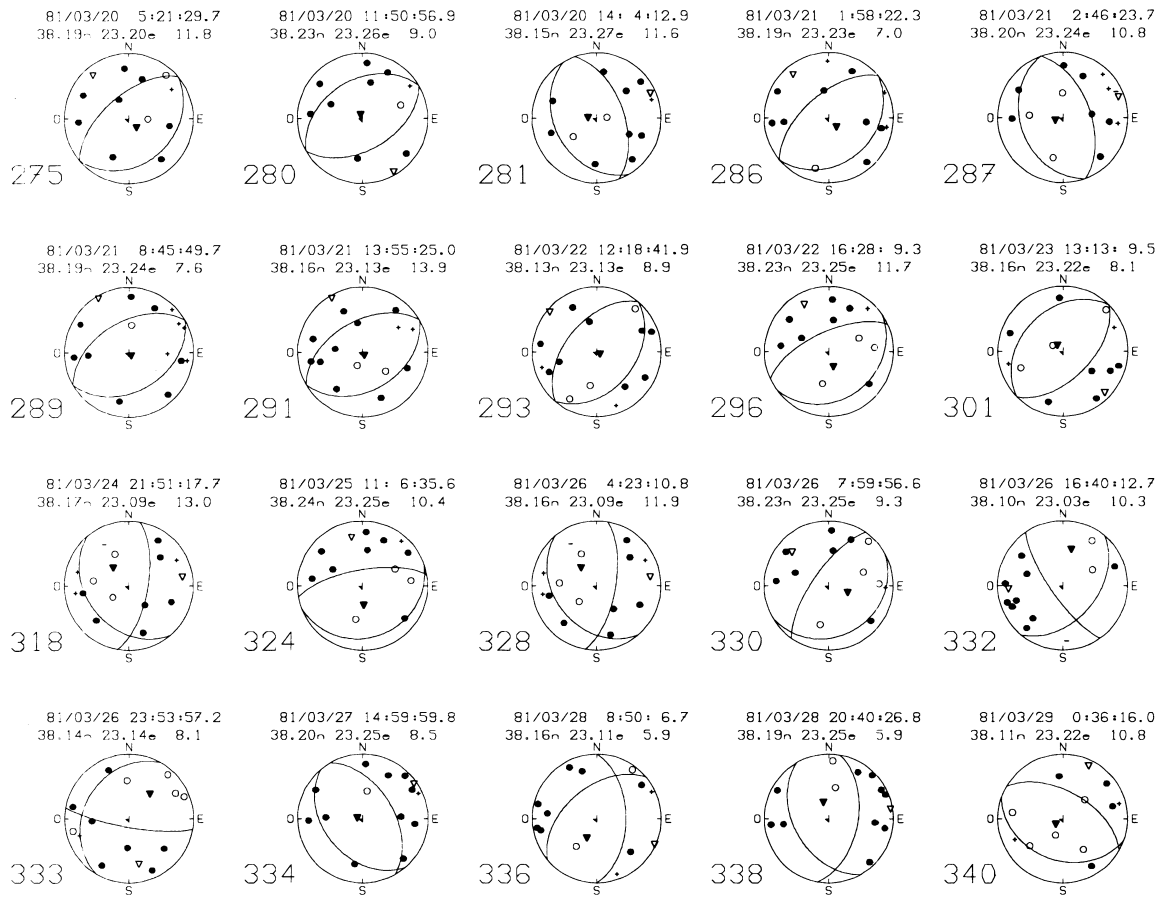 81/03/20 5:21:29.7
38.19n 23.20e 11.8
N
O E
S
275
81/03/20 11:50:56.9
38.23n 23.26e 9.0
N
O E
S
280
81/03/20 14: 4:12.9
38.15n 23.27e 11.6
N
O E
S
281
81/03/21 1:58:22.3
38.19n 23.23e 7.0
N
O E
S
286
81/03/21 2:46:23.7
38.20n 23.24e 10.8
N
O E
S
287
81/03/21 8:45:49.7
38.19n 23.24e 7.6
N
O E
S
289
81/03/21 13:55:25.0
38.16n 23.13e 13.9
N
O E
S
291
81/03/22 12:18:41.9
38.13n 23.13e 8.9
N
O E
S
293
81/03/22 16:28: 9.3
38.23n 23.25e 11.7
N
O E
S
296
81/03/23 13:13: 9.5
38.16n 23.22e 8.1
N
O E
S
301
81/03/24 21:51:17.7
38.17n 23.09e 13.0
N
O E
S
318
81/03/25 11: 6:35.6
38.24n 23.25e 10.4
N
O E
S
324
81/03/26 4:23:10.8
38.16n 23.09e 11.9
N
O E
S
328
81/03/26 7:59:56.6
38.23n 23.25e 9.3
N
O E
S
330
81/03/26 16:40:12.7
38.10n 23.03e 10.3
N
O E
S
332
81/03/26 23:53:57.2
38.14n 23.14e 8.1
N
O E
S
333
81/03/27 14:59:59.8
38.20n 23.25e 8.5
N
O E
S
334
81/03/28 8:50: 6.7
38.16n 23.11e 5.9
N
O E
S
336
81/03/28 20:40:26.8
38.19n 23.25e 5.9
N
O E
S
338
81/03/29 0:36:16.0
38.11n 23.22e 10.8
N
O E
S
340